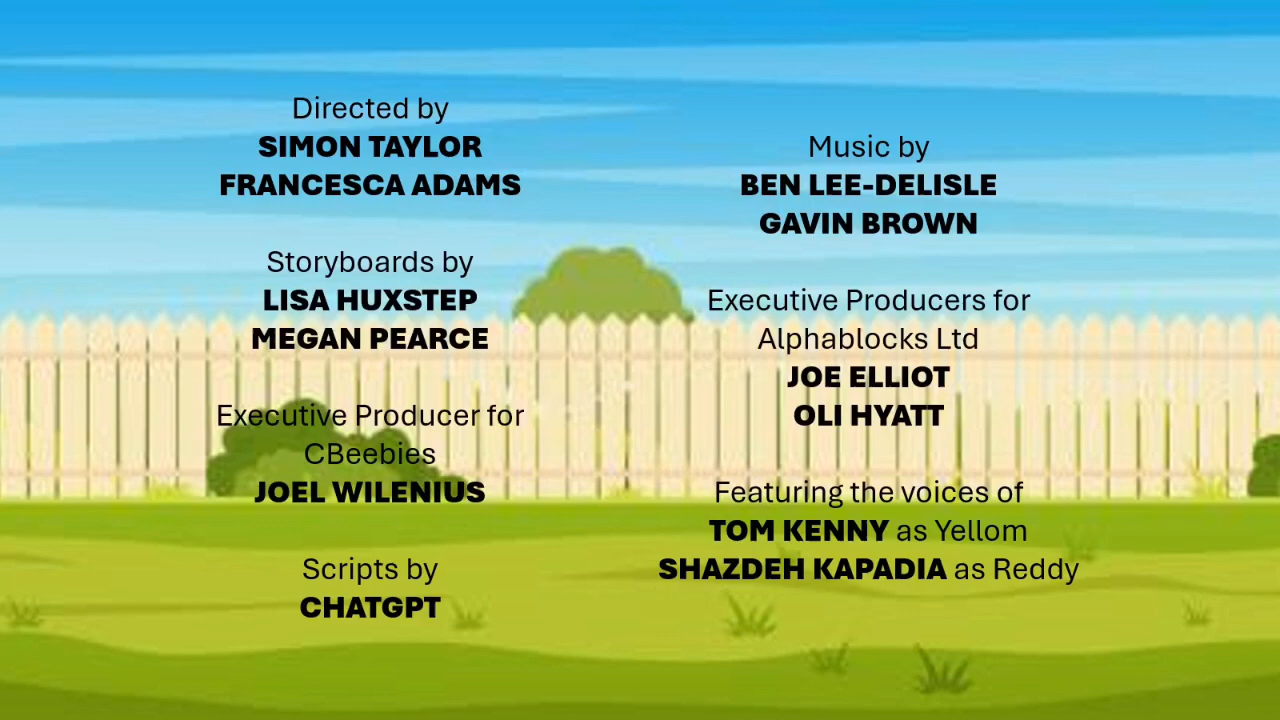 Directed by
SIMON TAYLOR
FRANCESCA ADAMS
Storyboards by
LISA HUXSTEP
MEGAN PEARCE
Executive Producer for
CBeebies
JOEL WILENIUS
Scripts by
CHATGPT
Music by
BEN LEE-DELISLE
GAVIN BROWN
Executive Producers for
Alphablocks Ltd
JOE ELLIOT
OLI HYATT
Featuring the voices of
TOM KENNY as Yellom
SHAZDEH KAPADIA as Reddy